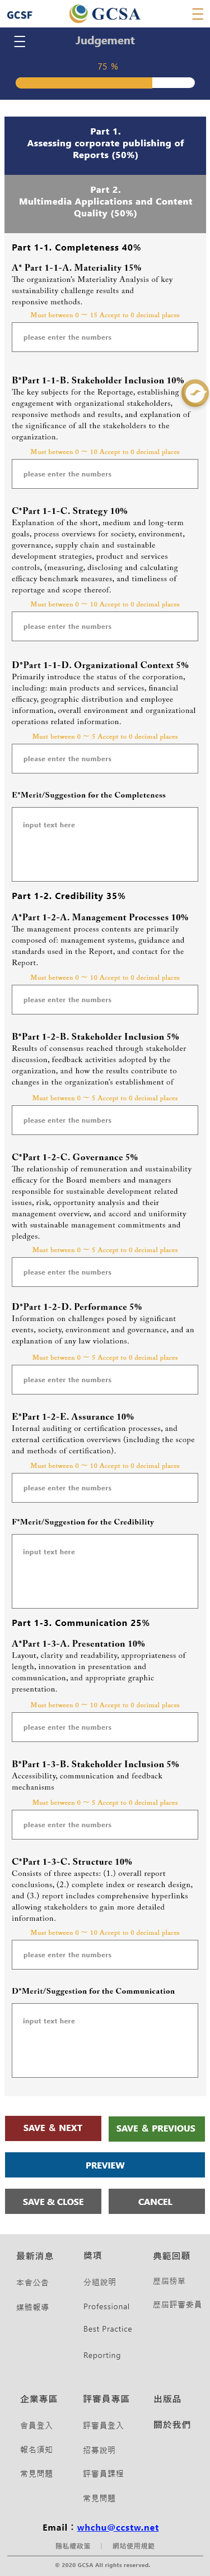 GCSF
GCSA
Judgement
75 %
Part 1.
Assessing corporate publishing of
Reports (50%)
Part 2.
Multimedia Applications and Content
Quality (50%)
Part 1-1. Completeness 40%
A* Part 1-1-A. Materiality 15%
The organization's Materiality Analysis of key
sustainability challenge results and
responsive methods.
Must between 0 ～ 15 Accept to 0 decimal places
please enter the numbers
B*Part 1-1-B. Stakeholder Inclusion 10%
The key subjects for the Reportage, establishing
engagement with organizational stakeholders,
responsive methods and results, and explanation of
the significance of all the stakeholders to the
organization.
Must between 0 ～ 10 Accept to 0 decimal places
please enter the numbers
C*Part 1-1-C. Strategy 10%
Explanation of the short, medium and long-term
goals, process overviews for society, enviroment,
governance, supply chain and sustainable
development strategies, product and services
controls, (measuring, disclosing and calculating
efficacy benchmark measures, and timeliness of
reportage and scope thereof.
Must between 0 ～ 10 Accept to 0 decimal places
please enter the numbers
D*Part 1-1-D. Organizational Context 5%
Primarily introduce the status of the corporation,
including: main products and services, financial
efficacy, geographic distribution and employee
information, overall environment and organizational
operations related information.
Must between 0 ～ 5 Accept to 0 decimal places
please enter the numbers
E*Merit/Suggestion for the Completeness
input text here
Part 1-2. Credibility 35%
A*Part 1-2-A. Management Processes 10%
The management process contents are primarily
composed of: management systems, guidance and
standards used in the Report, and contact for the
Report.
Must between 0 ～ 10 Accept to 0 decimal places
please enter the numbers
B*Part 1-2-B. Stakeholder Inclusion 5%
Results of consensus reached through stakeholder
discussion, feedback activities adopted by the
organization, and how the results contribute to
changes in the organization's establishment of
Must between 0 ～ 5 Accept to 0 decimal places
please enter the numbers
C*Part 1-2-C. Governance 5%
The relationship of remuneration and sustainability
efficacy for the Board members and managers
responsible for sustainable development related
issues, risk, opportunity analysis and their
management overview, and accord and uniformity
with sustainable management commitments and
pledges.
Must between 0 ～ 5 Accept to 0 decimal places
please enter the numbers
D*Part 1-2-D. Performance 5%
Information on challenges posed by significant
events, society, environment and governance, and an
explanation of any law violations.
Must between 0 ～ 5 Accept to 0 decimal places
please enter the numbers
E*Part 1-2-E. Assurance 10%
Internal auditing or certification processes, and
external certification overviews (including the scope
and methods of certification).
Must between 0 ～ 10 Accept to 0 decimal places
please enter the numbers
F*Merit/Suggestion for the Credibility
input text here
Part 1-3. Communication 25%
A*Part 1-3-A. Presentation 10%
Layout, clarity and readability, appropriateness of
length, innovation in presentation and
communication, and appropriate graphic
presentation.
Must between 0 ～ 10 Accept to 0 decimal places
please enter the numbers
B*Part 1-3-B. Stakeholder Inclusion 5%
Accessibility, communication and feedback
mechanisms
Must between 0 ～ 5 Accept to 0 decimal places
please enter the numbers
C*Part 1-3-C. Structure 10%
Consists of three aspects: (1.) overall report
conclusions, (2.) complete index or research design,
and (3.) report includes comprehensive hyperlinks
allowing stakeholders to gain more detailed
information.
Must between 0 ～ 10 Accept to 0 decimal places
please enter the numbers
D*Merit/Suggestion for the Communication
input text here
SAVE & NEXT SAVE & PREVIOUS
PREVIEW
SAVE & CLOSE CANCEL
最新消息 獎項 典範回顧
本會公告 分組說明 歷屆榜單
媒體報導 Professional 歷屆評審委員
Best Practice
Reporting
企業專區 評審員專區 出版品
會員登入 評審員登入 關於我們
報名須知 招募說明
常見問題 評審員課程
常見問題
Email：whchu@ccstw.net
隱私權政策 | 網站使用規範
© 2020 GCSA All rights reserved.